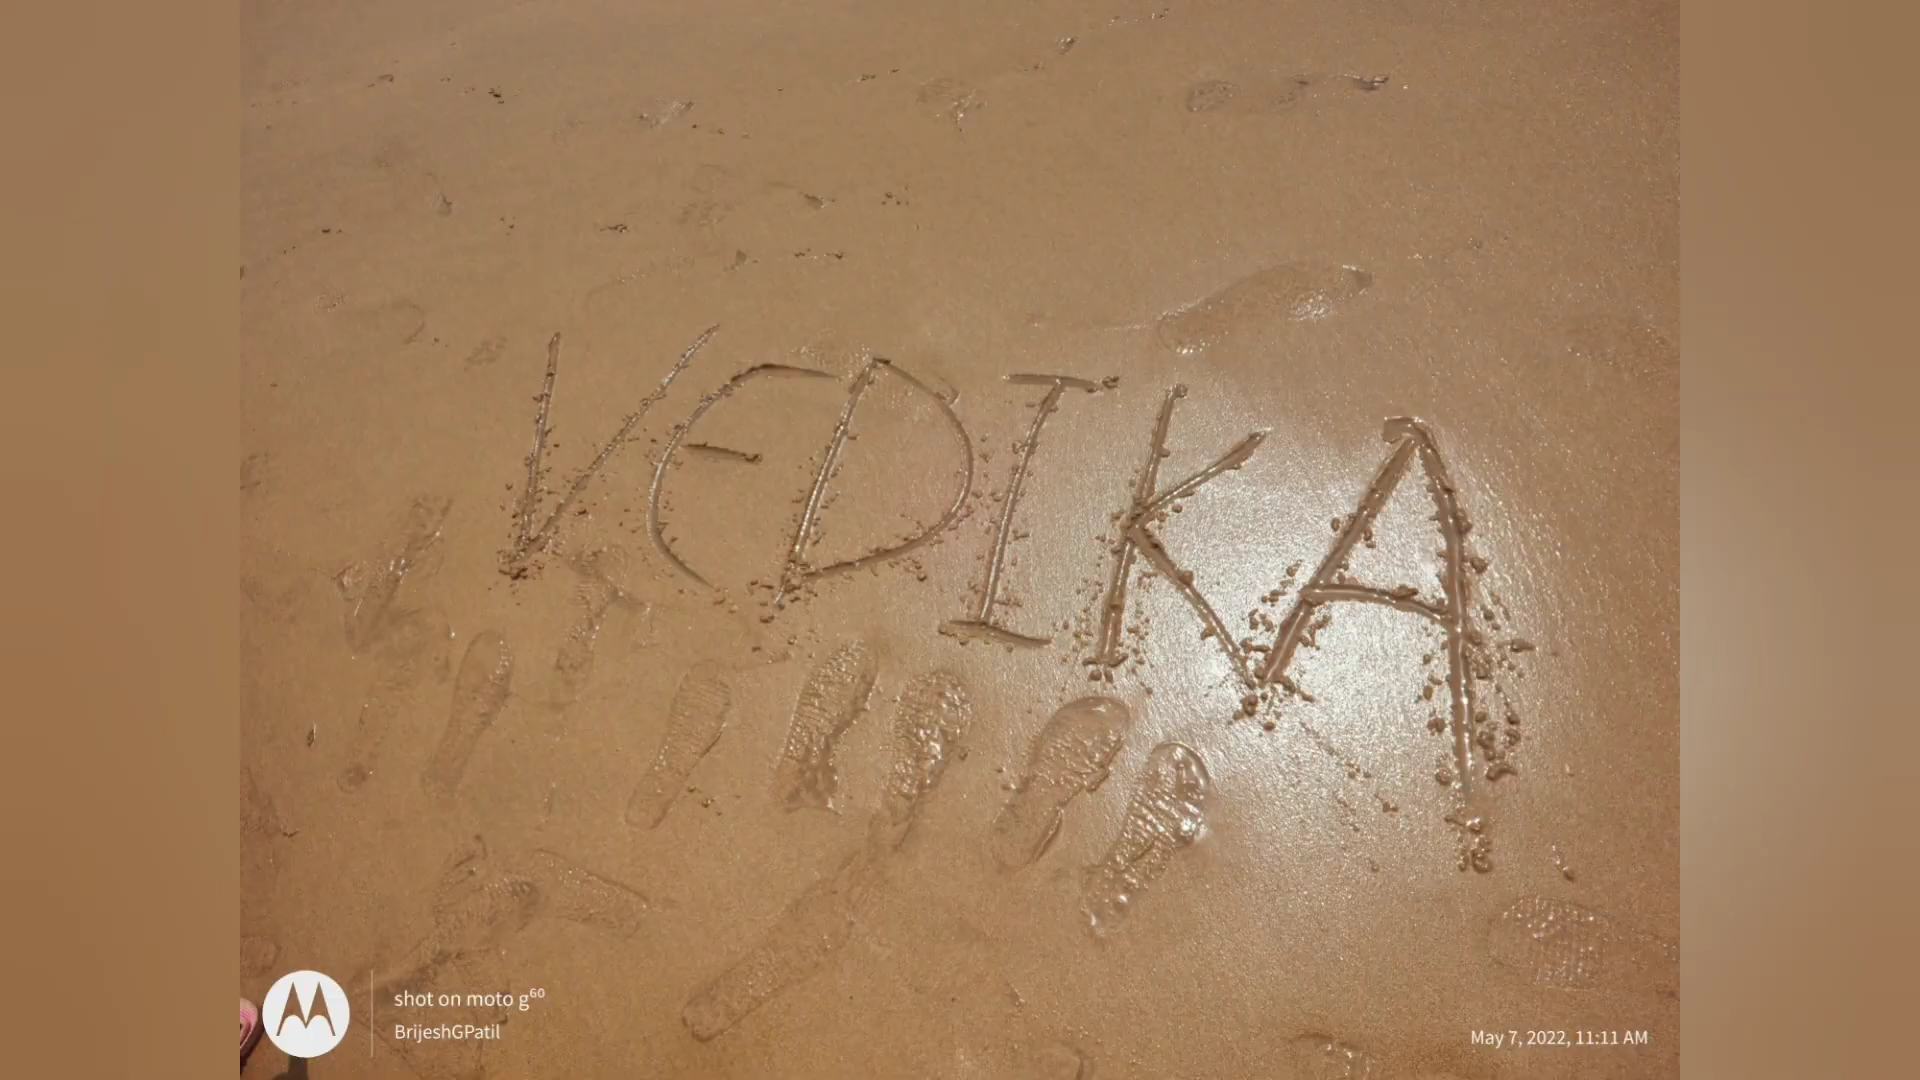 VEDIKA
shot on moto g⁶⁰
BrijeshGPatil
May 7, 2022, 11:11 AM